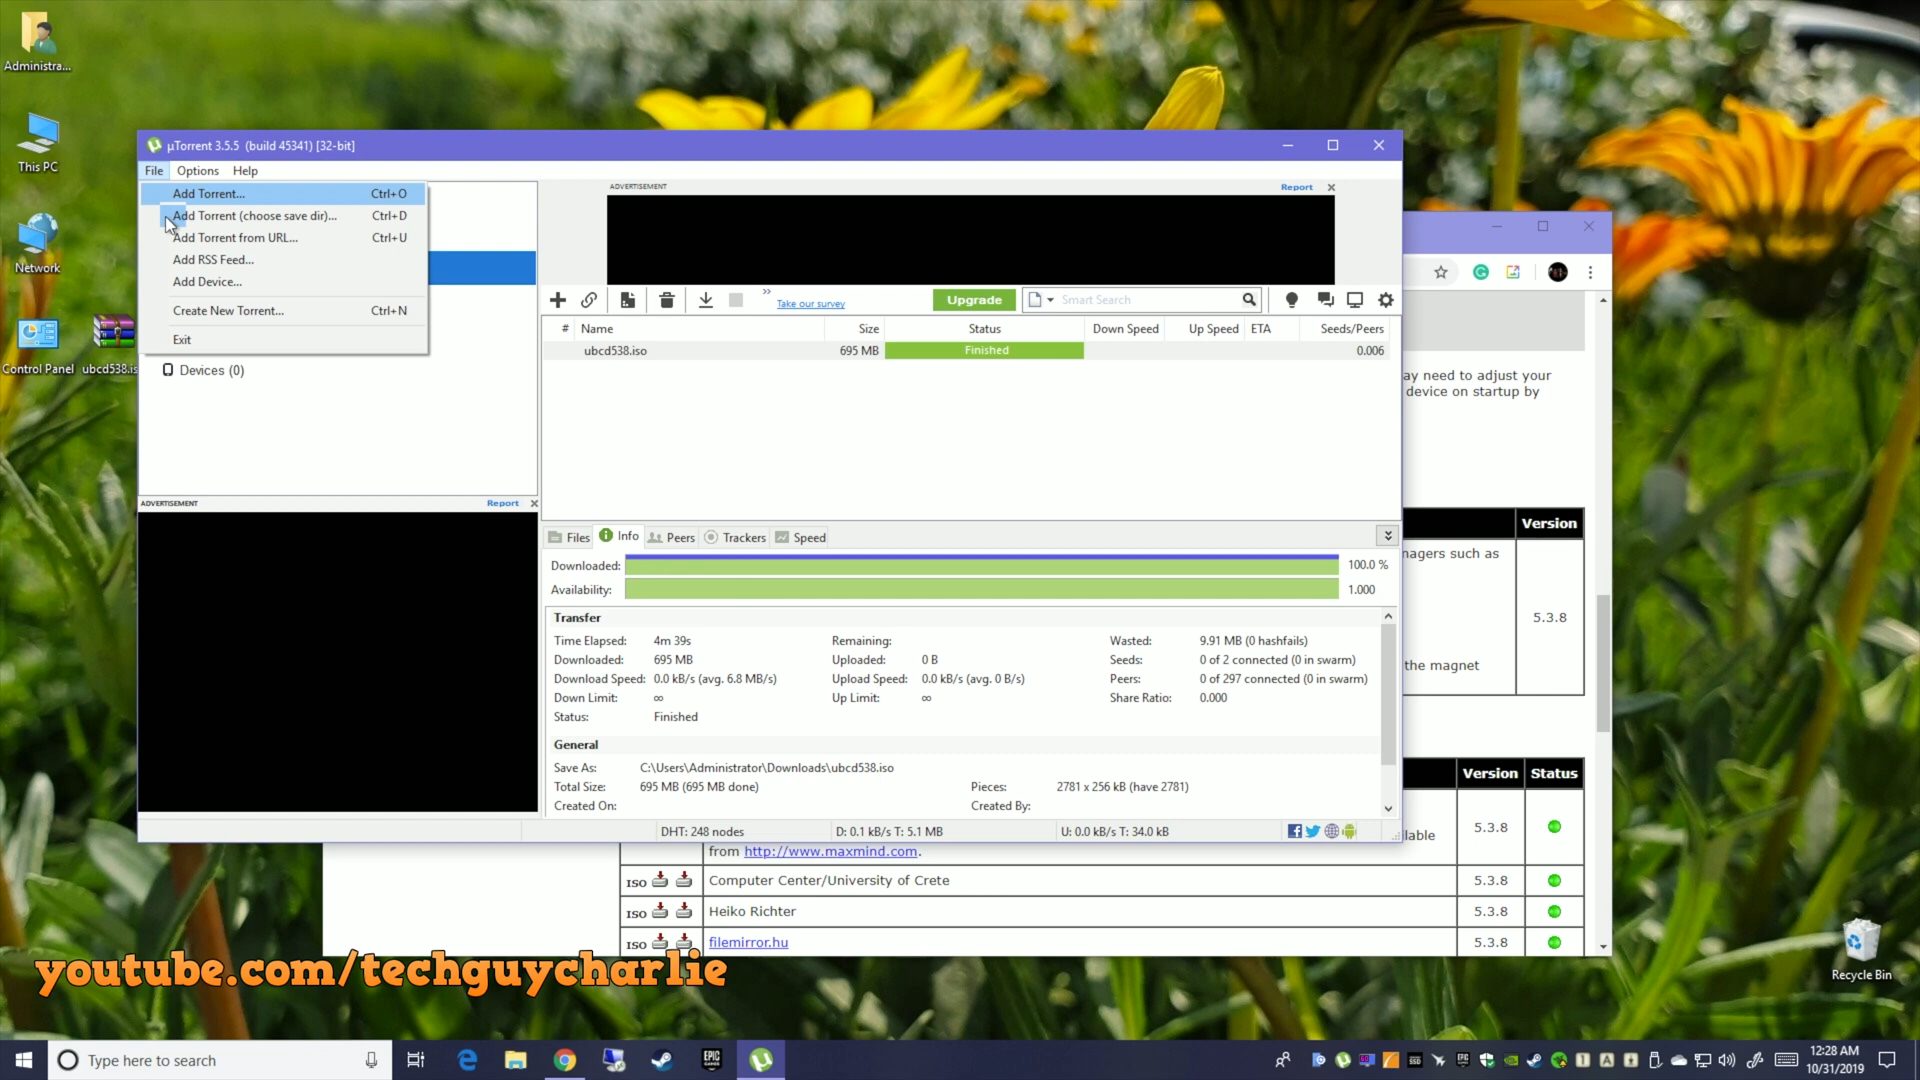 Administra...
This PC
Network
Control Panel
ubcd538.is
µTorrent 3.5.5 (build 45341) [32-bit]
File
Options
Help
Add Torrent... Ctrl+O
Add Torrent (choose save dir)... Ctrl+D
Add Torrent from URL... Ctrl+U
Add RSS Feed...
Add Device...
Create New Torrent... Ctrl+N
Exit
Devices (0)
ADVERTISEMENT
Report
ADVERTISEMENT
Report
Take our survey
Upgrade
Smart Search
# Name Size Status Down Speed Up Speed ETA Seeds/Peers
ubcd538.iso 695 MB Finished 0.006
Files
Info
Peers
Trackers
Speed
Downloaded: 100.0 %
Availability: 1.000
Transfer
Time Elapsed: 4m 39s Remaining: Wasted: 9.91 MB (0 hashfails)
Downloaded: 695 MB Uploaded: 0 B Seeds: 0 of 2 connected (0 in swarm)
Download Speed: 0.0 kB/s (avg. 6.8 MB/s) Upload Speed: 0.0 kB/s (avg. 0 B/s) Peers: 0 of 297 connected (0 in swarm)
Down Limit: ∞ Up Limit: ∞ Share Ratio: 0.000
Status: Finished
General
Save As: C:\Users\Administrator\Downloads\ubcd538.iso
Total Size: 695 MB (695 MB done) Pieces: 2781 x 256 kB (have 2781)
Created On: Created By:
DHT: 248 nodes D: 0.1 kB/s T: 5.1 MB U: 0.0 kB/s T: 34.0 kB
ay need to adjust your
device on startup by
Version
nagers such as
5.3.8
the magnet
Version Status
5.3.8
lable
from http://www.maxmind.com.
ISO Computer Center/University of Crete 5.3.8
ISO Heiko Richter 5.3.8
ISO filemirror.hu 5.3.8
youtube.com/techguycharlie
Recycle Bin
Type here to search
EPIC GAMES
12:28 AM
10/31/2019